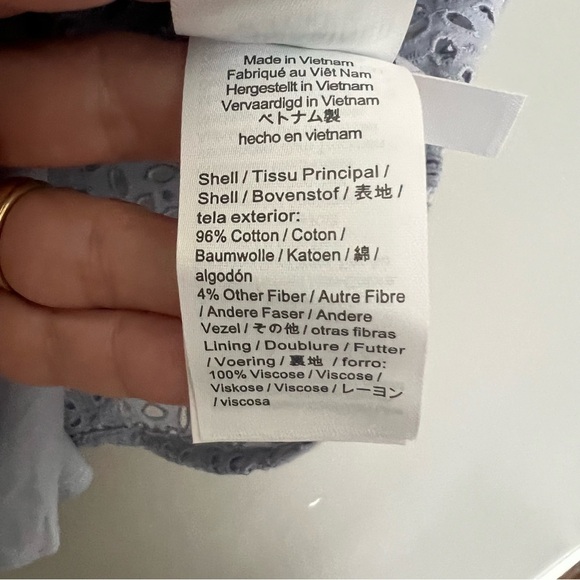 Made in Vietnam
Fabriqué au Viêt Nam
Hergestellt in Vietnam
Vervaardigd in Vietnam
ベトナム製
hecho en vietnam
Shell / Tissu Principal /
Shell / Bovenstof / 表地 /
tela exterior:
96% Cotton / Coton /
Baumwolle / Katoen / 綿 /
algodón
4% Other Fiber / Autre Fibre
/ Andere Faser / Andere
Vezel / その他 / otras fibras
Lining / Doublure / Futter
/ Voering / 裏地 / forro:
100% Viscose / Viscose /
Viskose / Viscose / レーヨン
/ viscosa